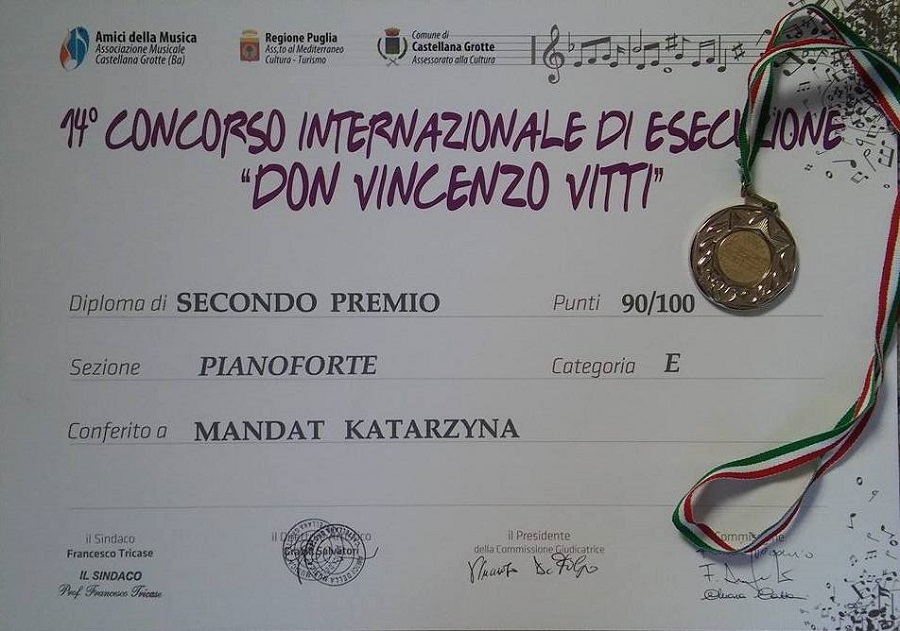 Amici della Musica
Associazione Musicale
Castellana Grotte (Ba)
Regione Puglia
Ass.to al Mediterraneo
Cultura - Turismo
Comune di
Castellana Grotte
Assessorato alla Cultura
14° CONCORSO INTERNAZIONALE DI ESECUZIONE
"DON VINCENZO VITTI"
Diploma di SECONDO PREMIO Punti 90/100
Sezione PIANOFORTE Categoria E
Conferito a MANDAT KATARZYNA
il Sindaco
Francesco Tricase
IL SINDACO
Prof. Francesco Tricase
il Presidente
della Commissione Giudicatrice